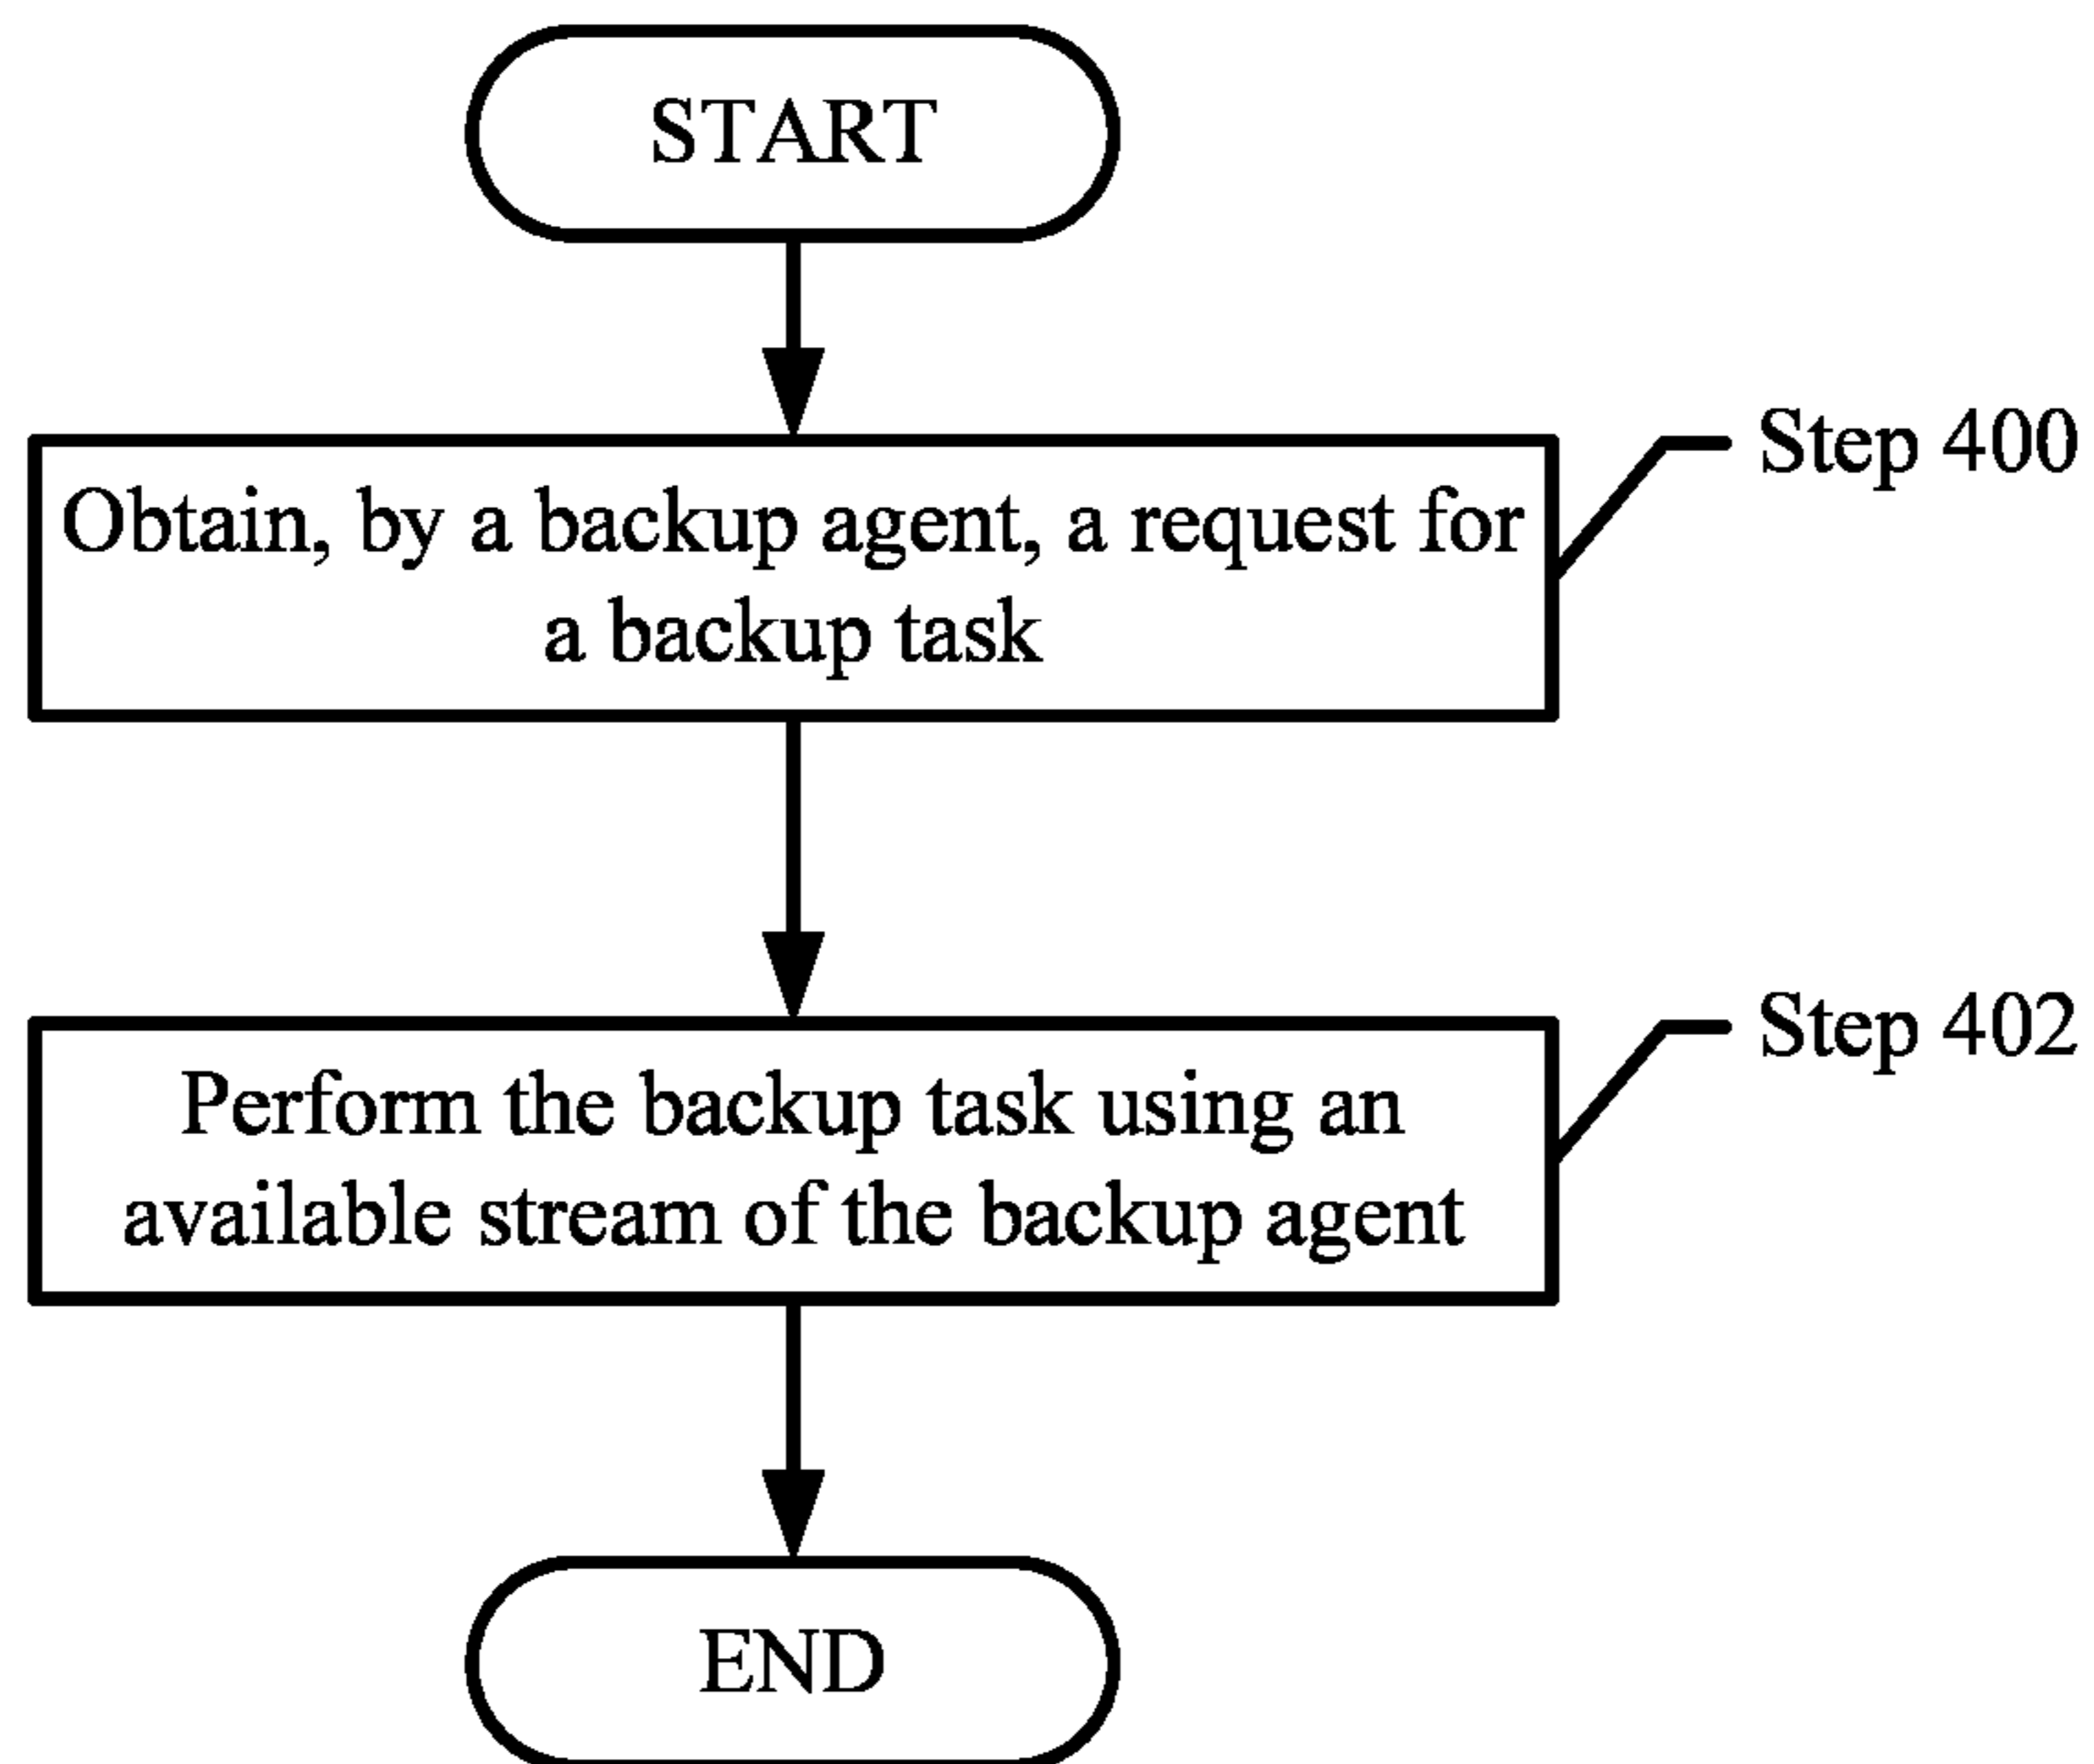 START
Step 400
Obtain, by a backup agent, a request for
a backup task
Step 402
Perform the backup task using an
available stream of the backup agent
END